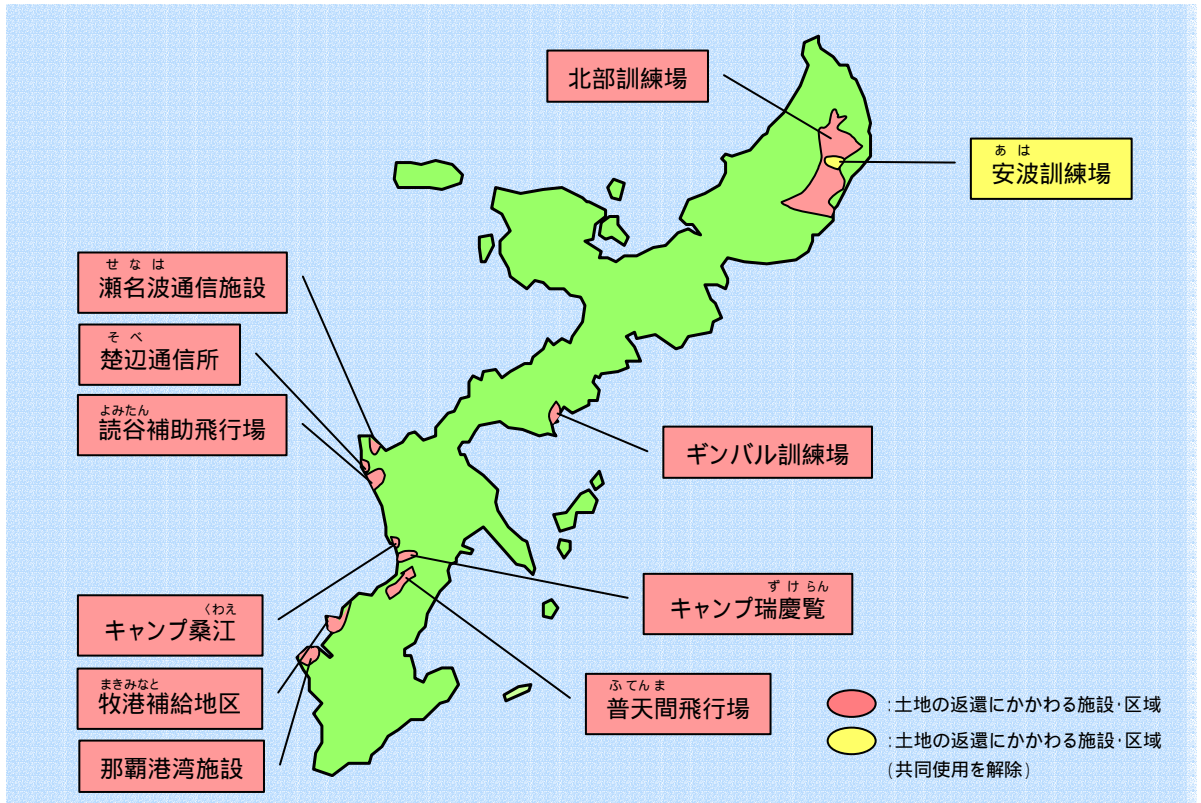 北部訓練場
あは
安波訓練場
せなは
瀬名波通信施設
そべ
楚辺通信所
よみたん
読谷補助飛行場
ギンバル訓練場
くわえ
キャンプ桑江
ずけらん
キャンプ瑞慶覧
まきみなと
牧港補給地区
ふてんま
普天間飛行場
那覇港湾施設
:土地の返還にかかわる施設・区域
:土地の返還にかかわる施設・区域
(共同使用を解除)